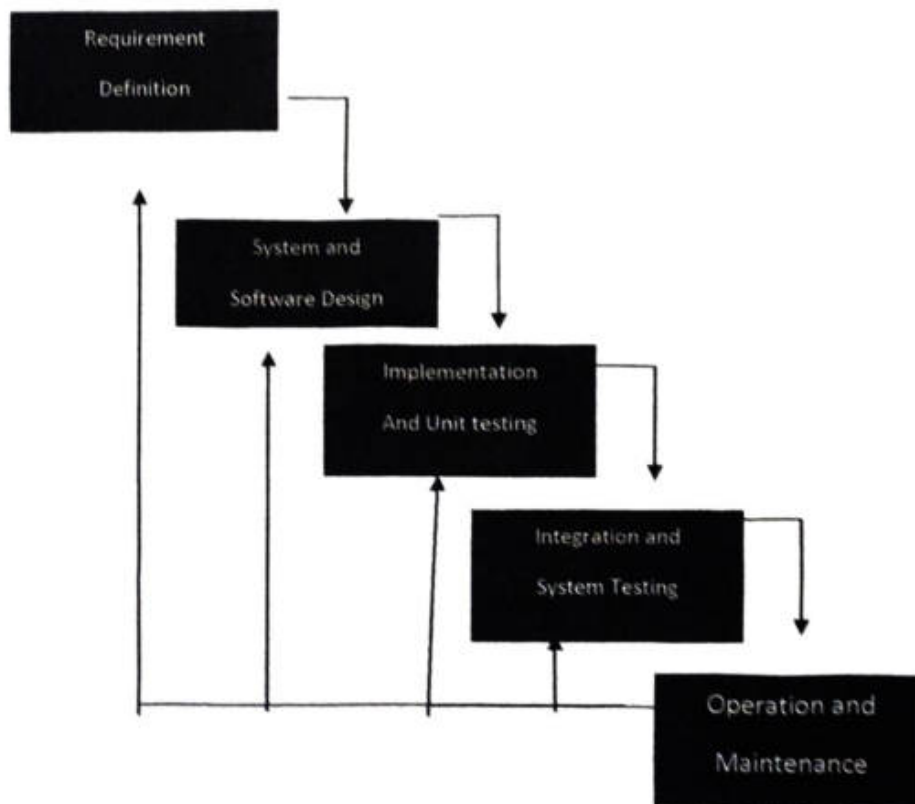 Requirement
Definition
System and
Software Design
Implementation
And Unit testing
Integration and
System Testing
Operation and
Maintenance